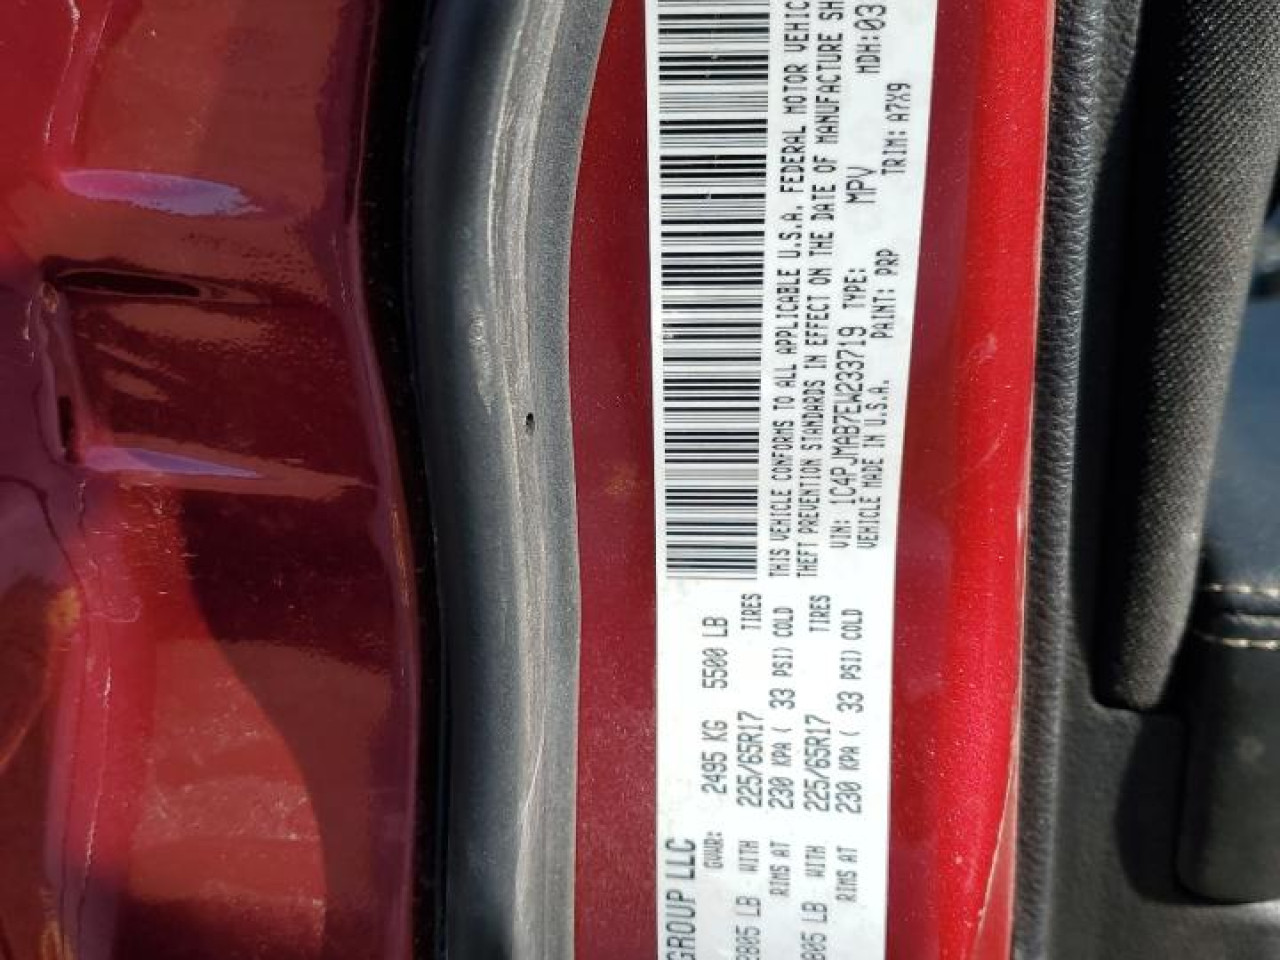 GROUP LLC
GVWR: 2495 KG 5500 LB
2805 LB WITH 225/65R17 TIRES
RIMS AT 230 KPA ( 33 PSI) COLD
805 LB WITH 225/65R17 TIRES
RIMS AT 230 KPA ( 33 PSI) COLD
THIS VEHICLE CONFORMS TO ALL APPLICABLE U.S.A. FEDERAL MOTOR VEHIC
THEFT PREVENTION STANDARDS IN EFFECT ON THE DATE OF MANUFACTURE SH
VIN: 1C4PJMAB7EW233719 TYPE: MPV MDH:03
VEHICLE MADE IN U.S.A. PAINT: PRP TRIM: A7X9